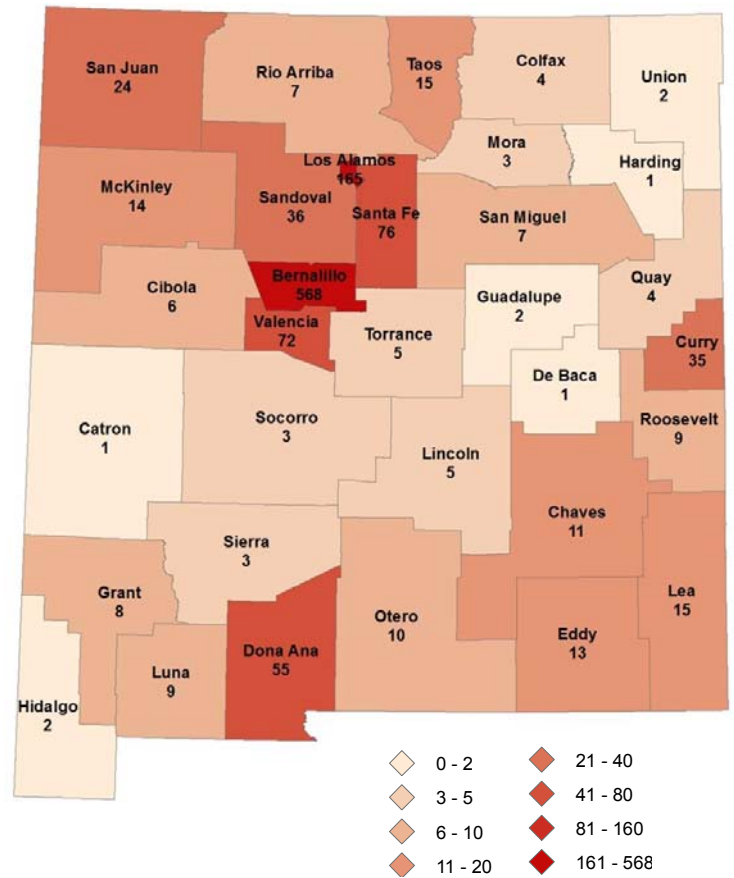 San Juan
24
Rio Arriba
7
Taos
15
Colfax
4
Union
2
Mora
3
Harding
1
Los Alamos
165
McKinley
14
Sandoval
36
Santa Fe
76
San Miguel
7
Bernalillo
568
Cibola
6
Valencia
72
Torrance
5
Guadalupe
2
Quay
4
Curry
35
De Baca
1
Roosevelt
9
Catron
1
Socorro
3
Lincoln
5
Chaves
11
Sierra
3
Grant
8
Otero
10
Lea
15
Eddy
13
Dona Ana
55
Luna
9
Hidalgo
2
0 - 2
3 - 5
6 - 10
11 - 20
21 - 40
41 - 80
81 - 160
161 - 568